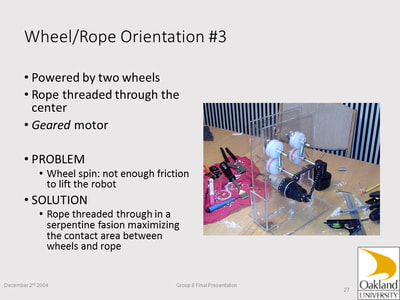 Wheel/Rope Orientation #3
• Powered by two wheels
• Rope threaded through the
center
• Geared motor
• PROBLEM
• Wheel spin: not enough friction
to lift the robot
• SOLUTION
• Rope threaded through in a
serpentine fasion maximizing
the contact area between
wheels and rope
December 2nd 2004
Group 8 Final Presentation
27
Oakland
UNIVERSITY